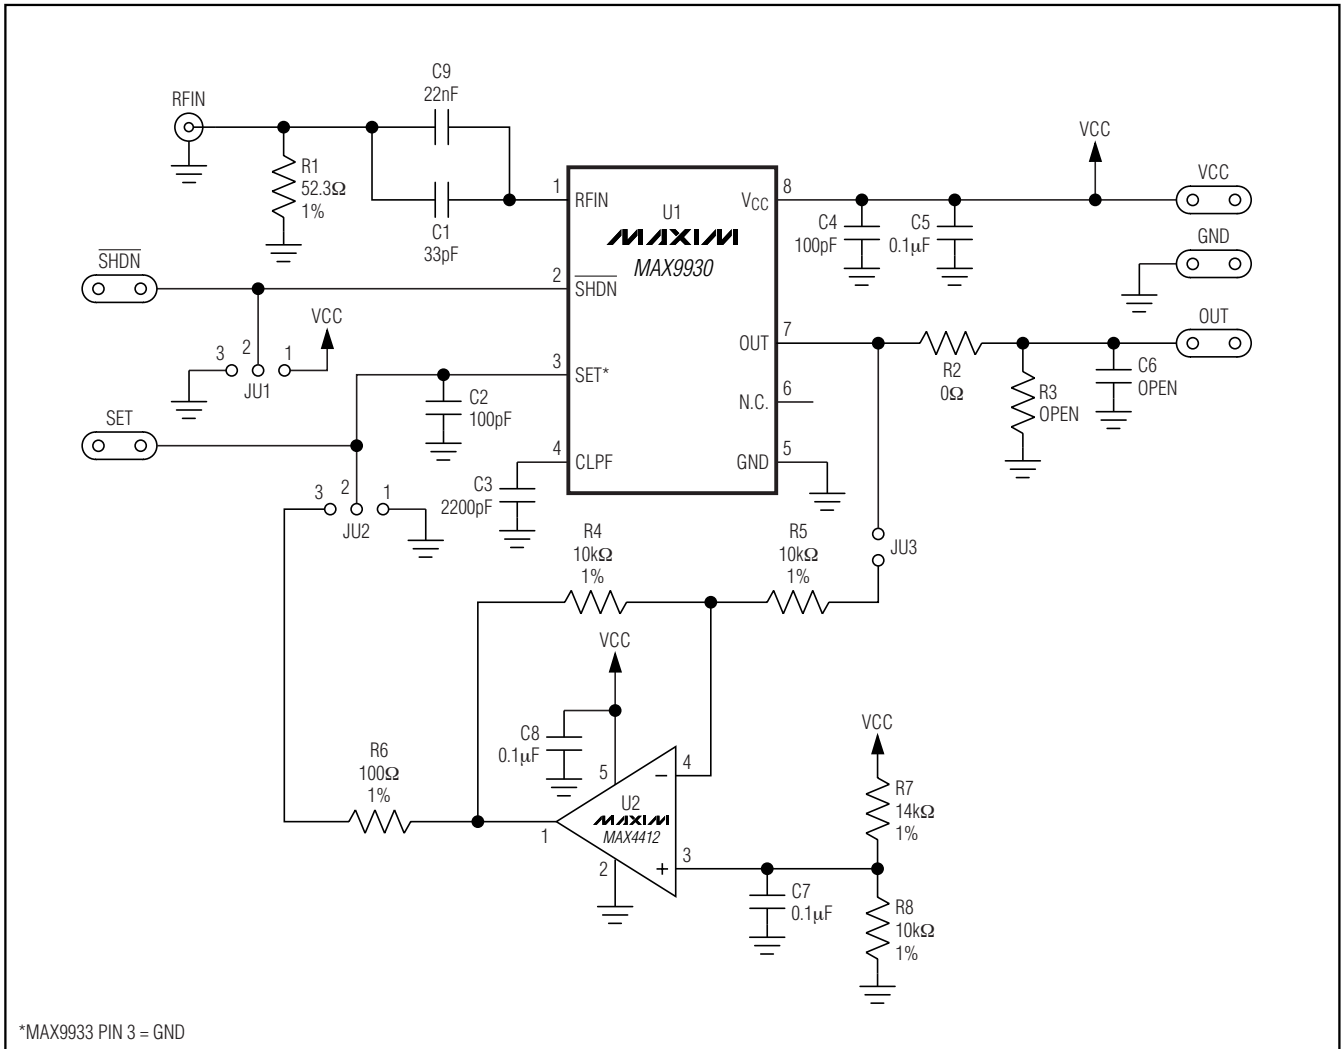 C9
22nF
RFIN
R1
52.3Ω
1%
C1
33pF
1
RFIN
U1
MAXIM
MAX9930
VCC
8
C4
100pF
C5
0.1µF
VCC
VCC
GND
SHDN
2
SHDN
VCC
3
2
1
JU1
OUT
7
R2
0Ω
R3
OPEN
C6
OPEN
OUT
3
SET*
C2
100pF
N.C.
6
SET
4
CLPF
C3
2200pF
GND
5
3
2
1
JU2
R4
10kΩ
1%
R5
10kΩ
1%
JU3
VCC
C8
0.1µF
R6
100Ω
1%
5
4
−
U2
MAXIM
MAX4412
1
2
+
3
C7
0.1µF
VCC
R7
14kΩ
1%
R8
10kΩ
1%
*MAX9933 PIN 3 = GND